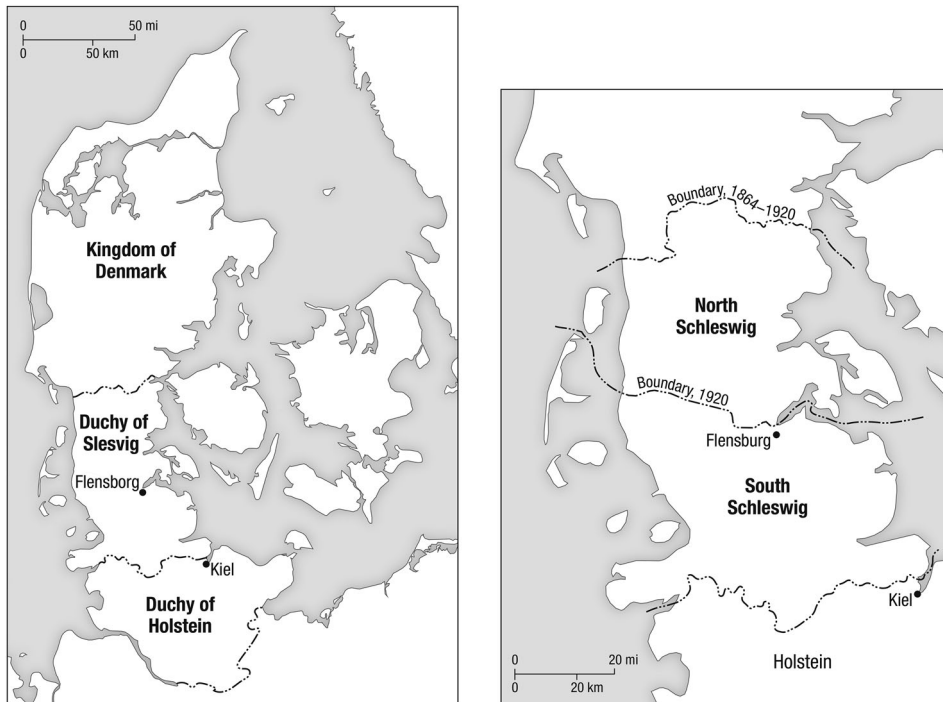 0 50 mi
0 50 km
Kingdom of
Denmark
Duchy of
Slesvig
Flensborg
Kiel
Duchy of
Holstein
Boundary, 1864–1920
North
Schleswig
Boundary, 1920
Flensburg
South
Schleswig
Kiel
Holstein
0 20 mi
0 20 km